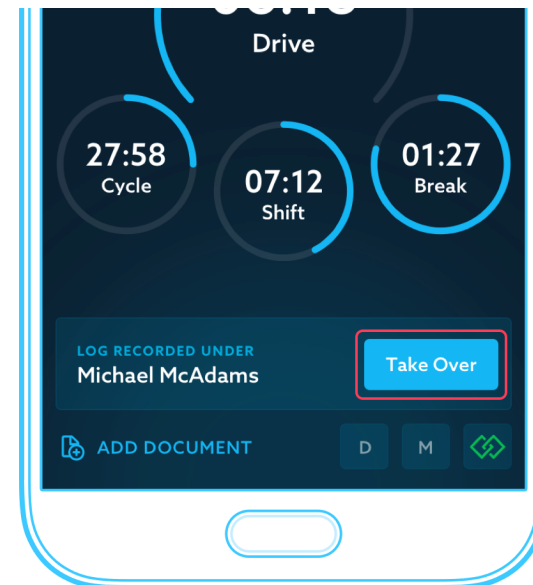 Drive
27:58
Cycle
07:12
Shift
01:27
Break
LOG RECORDED UNDER
Michael McAdams
Take Over
ADD DOCUMENT
D
M